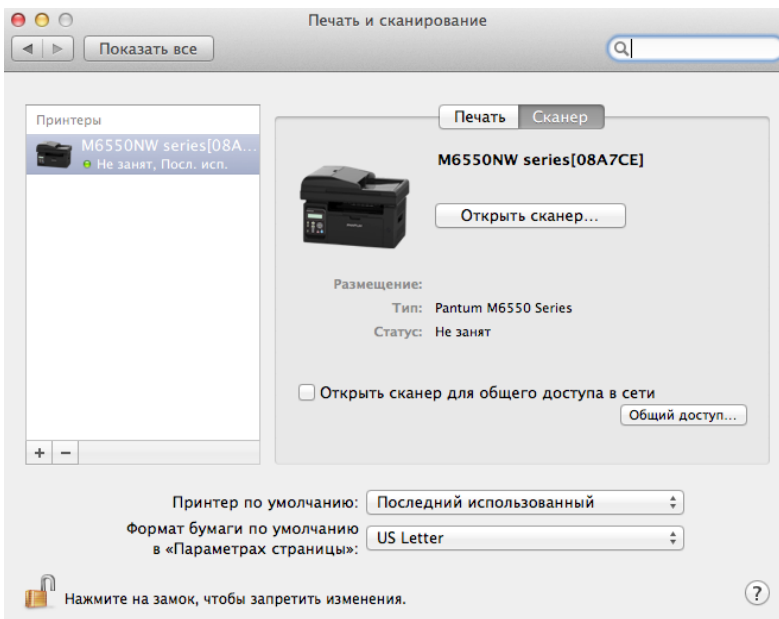 Печать и сканирование
Показать все
Принтеры
M6550NW series[08A...
Не занят, Посл. исп.
Печать
Сканер
M6550NW series[08A7CE]
Открыть сканер...
Размещение:
Тип: Pantum M6550 Series
Статус: Не занят
Открыть сканер для общего доступа в сети
Общий доступ...
+ −
Принтер по умолчанию: Последний использованный
Формат бумаги по умолчанию
в «Параметрах страницы»: US Letter
Нажмите на замок, чтобы запретить изменения.
?